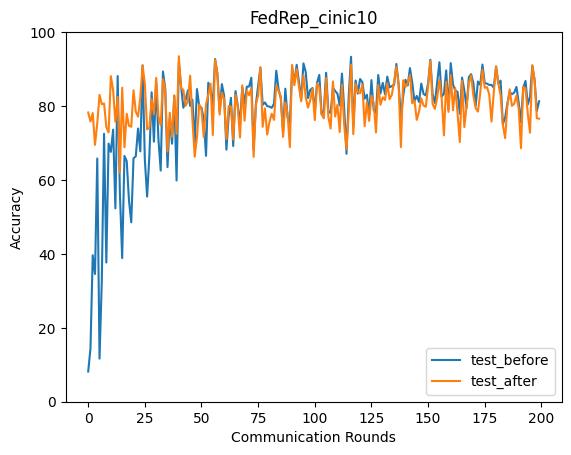 FedRep_cinic10
100
80
60
40
20
0
Accuracy
0 25 50 75 100 125 150 175 200
Communication Rounds
test_before
test_after